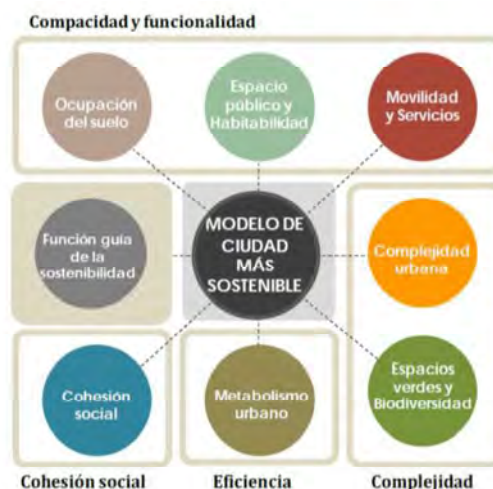 Compacidad y funcionalidad
Ocupación
del suelo
Espacio
público y
Habitabilidad
Movilidad
y Servicios
Función guía
de la
sostenibilidad
MODELO DE
CIUDAD
MÁS
SOSTENIBLE
Complejidad
urbana
Cohesión
social
Metabolismo
urbano
Espacios
verdes y
Biodiversidad
Cohesión social
Eficiencia
Complejidad